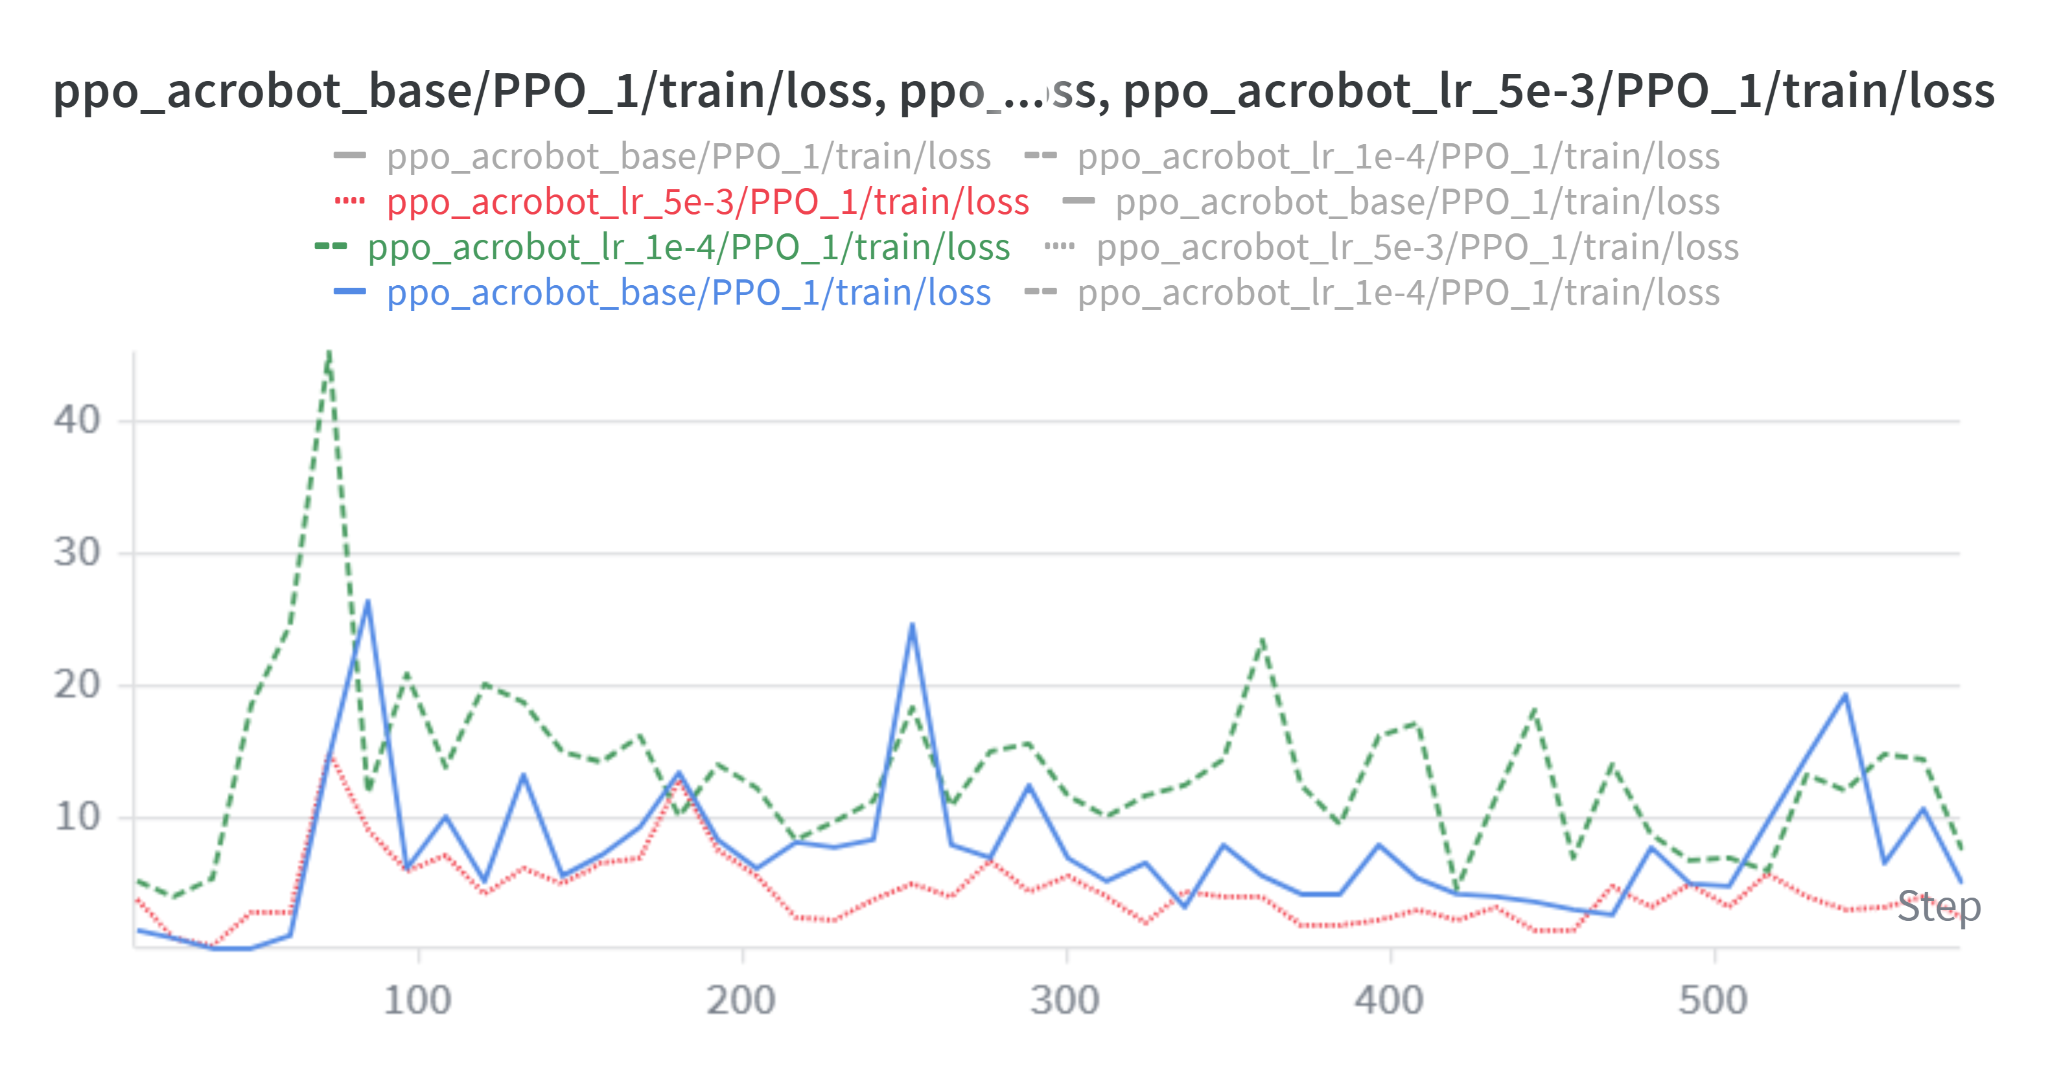 ppo_acrobot_base/PPO_1/train/loss, ppo_...ss, ppo_acrobot_lr_5e-3/PPO_1/train/loss
ppo_acrobot_base/PPO_1/train/loss ppo_acrobot_lr_1e-4/PPO_1/train/loss
ppo_acrobot_lr_5e-3/PPO_1/train/loss ppo_acrobot_base/PPO_1/train/loss
ppo_acrobot_lr_1e-4/PPO_1/train/loss ppo_acrobot_lr_5e-3/PPO_1/train/loss
ppo_acrobot_base/PPO_1/train/loss ppo_acrobot_lr_1e-4/PPO_1/train/loss
40
30
20
10
Step
100 200 300 400 500